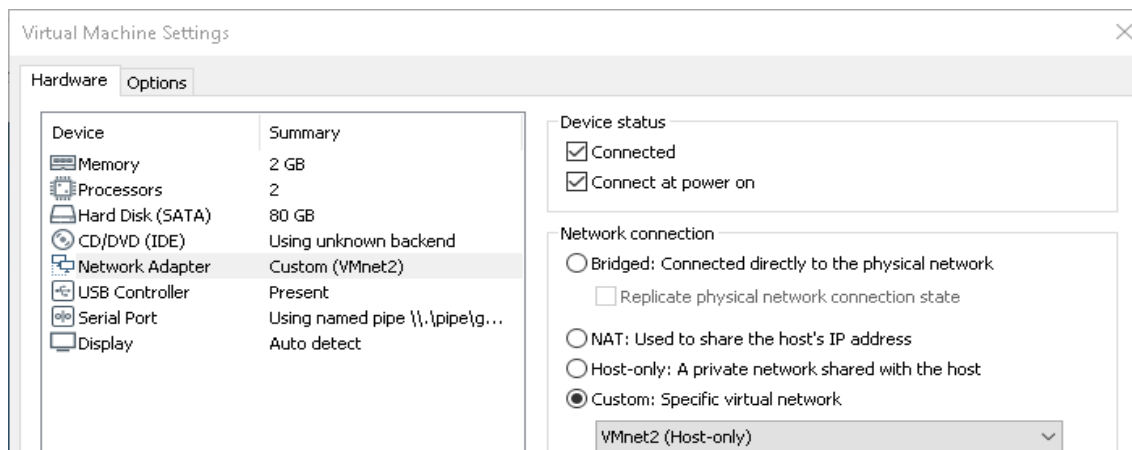 Virtual Machine Settings
Hardware Options
Device Summary
Memory 2 GB
Processors 2
Hard Disk (SATA) 80 GB
CD/DVD (IDE) Using unknown backend
Network Adapter Custom (VMnet2)
USB Controller Present
Serial Port Using named pipe \\.\pipe\g...
Display Auto detect
Device status
Connected
Connect at power on
Network connection
Bridged: Connected directly to the physical network
Replicate physical network connection state
NAT: Used to share the host's IP address
Host-only: A private network shared with the host
Custom: Specific virtual network
VMnet2 (Host-only)